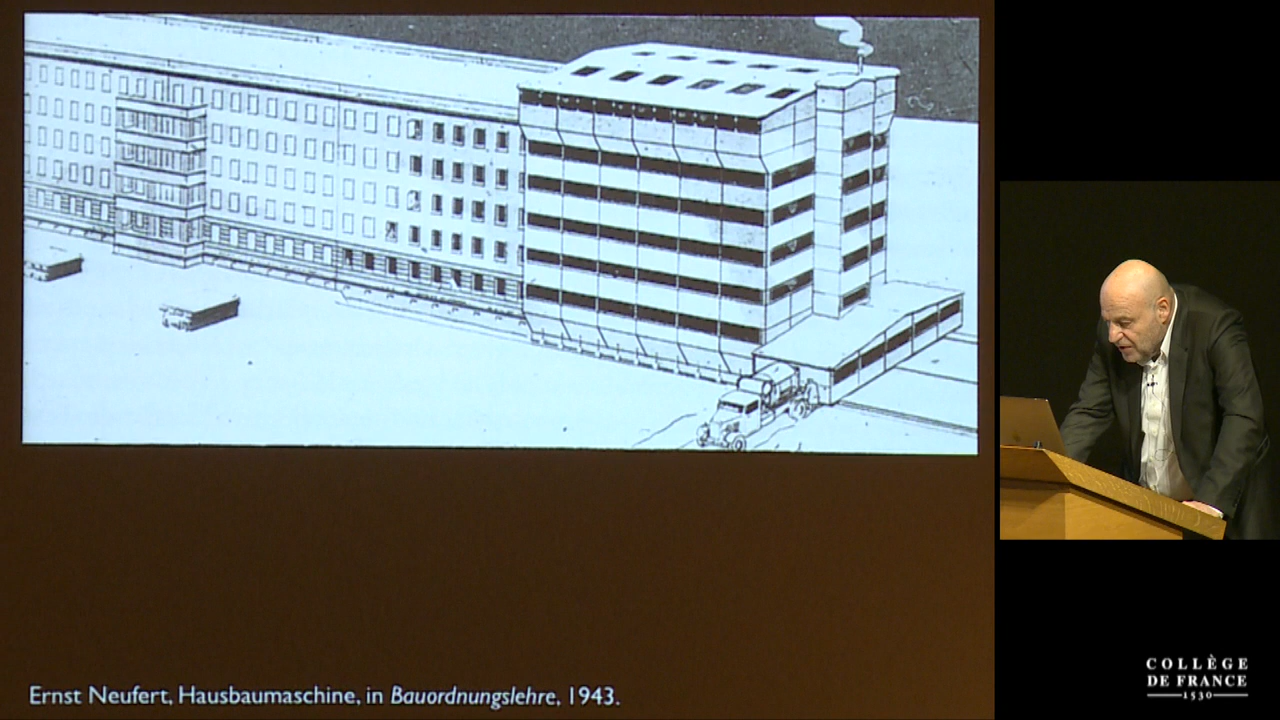 Ernst Neufert, Hausbaumaschine, in Bauordnungslehre, 1943.
COLLÈGE
DE FRANCE
1530